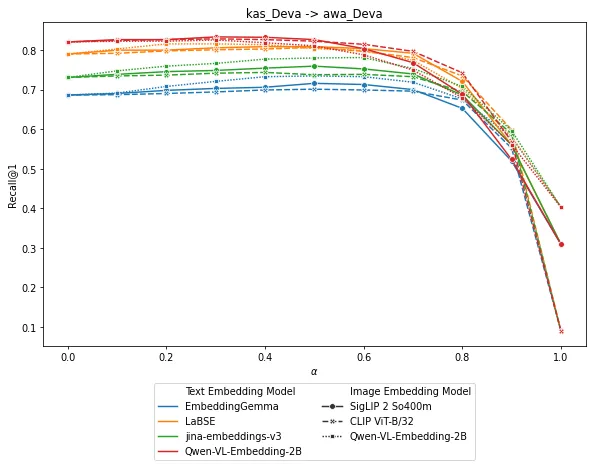 kas_Deva -> awa_Deva
Recall@1
0.8
0.7
0.6
0.5
0.4
0.3
0.2
0.1
0.0 0.2 0.4 0.6 0.8 1.0
α
Text Embedding Model
EmbeddingGemma
LaBSE
jina-embeddings-v3
Qwen-VL-Embedding-2B
Image Embedding Model
SigLIP 2 So400m
CLIP ViT-B/32
Qwen-VL-Embedding-2B